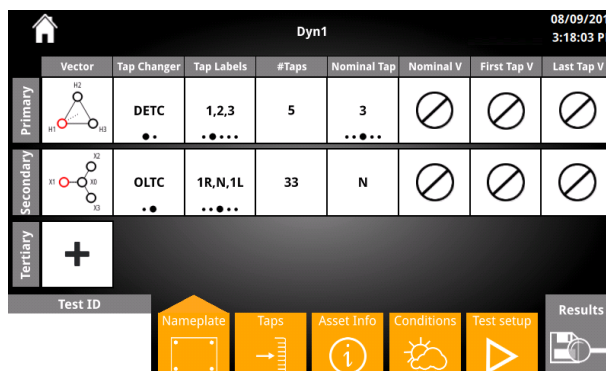 08/09/201
Dyn1
3:18:03 P
Vector Tap Changer Tap Labels #Taps Nominal Tap Nominal V First Tap V Last Tap V
Primary
H2
H1 H3
DETC 1,2,3 5 3
Secondary
X2
X1 X0
X3
OLTC 1R,N,1L 33 N
Tertiary
Test ID
Nameplate Taps Asset Info Conditions Test setup Results